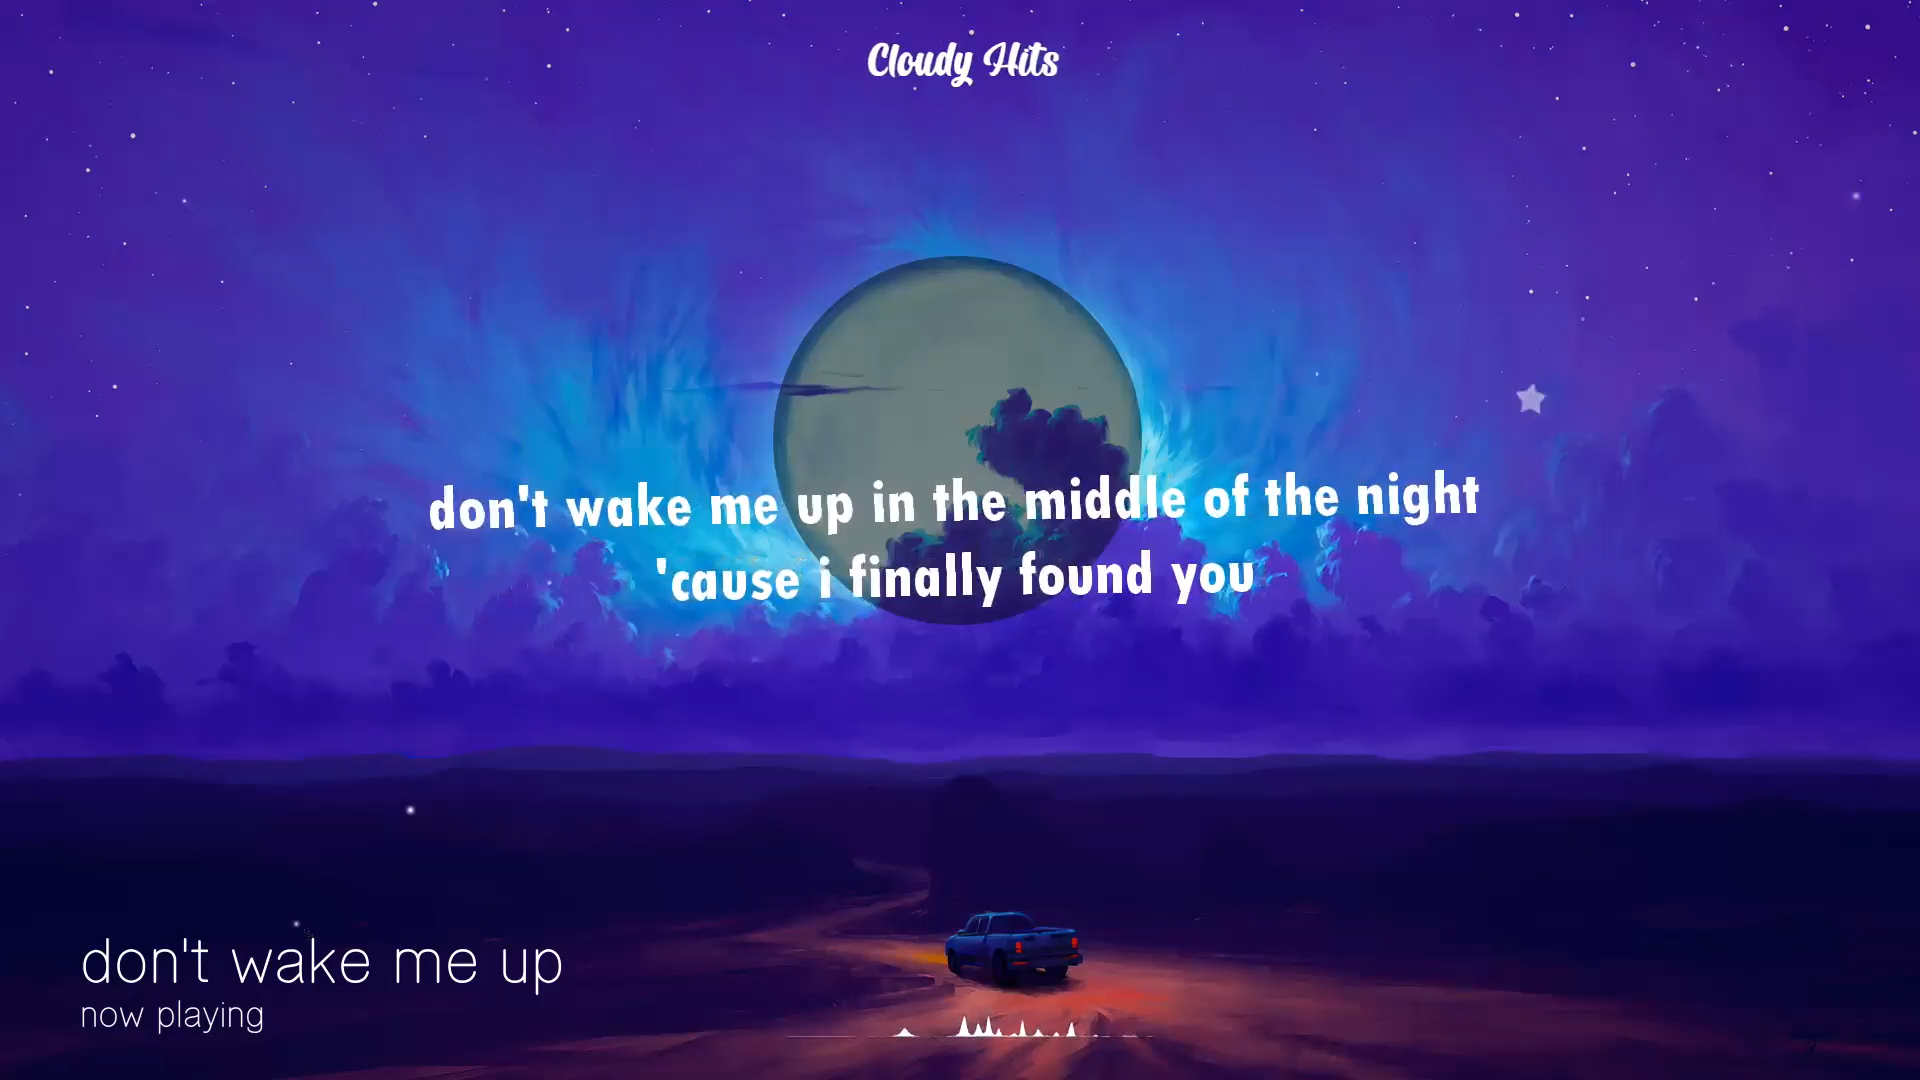 Cloudy Hits
don't wake me up in the middle of the night
'cause i finally found you
don't wake me up
now playing